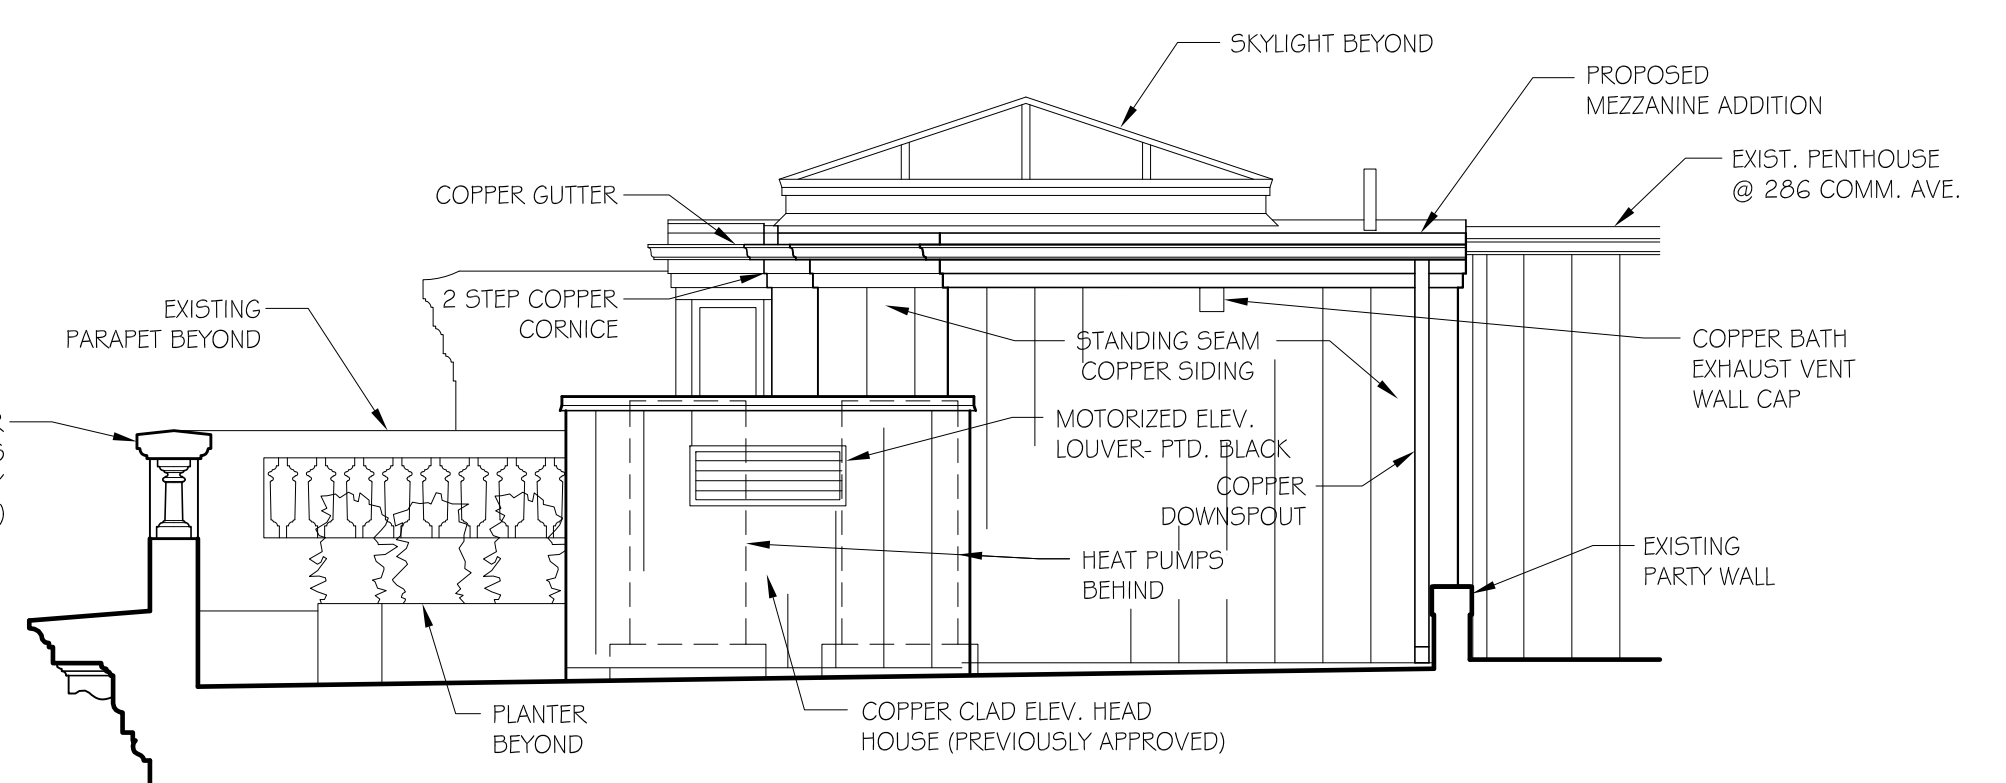 SKYLIGHT BEYOND
PROPOSED
MEZZANINE ADDITION
EXIST. PENTHOUSE
@ 286 COMM. AVE.
COPPER GUTTER
2 STEP COPPER
CORNICE
EXISTING
PARAPET BEYOND
STANDING SEAM
COPPER SIDING
COPPER BATH
EXHAUST VENT
WALL CAP
MOTORIZED ELEV.
LOUVER- PTD. BLACK
COPPER
DOWNSPOUT
HEAT PUMPS
BEHIND
EXISTING
PARTY WALL
PLANTER
BEYOND
COPPER CLAD ELEV. HEAD
HOUSE (PREVIOUSLY APPROVED)